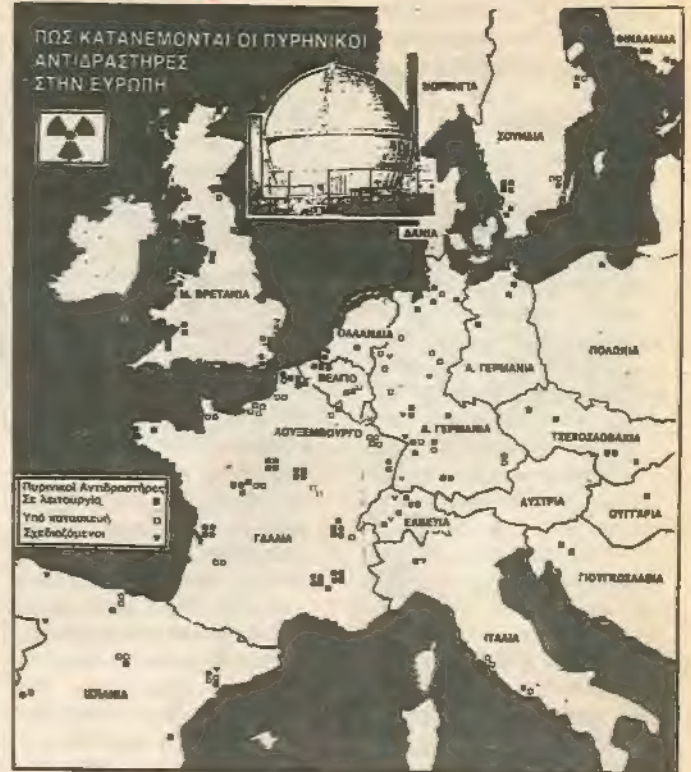 ΠΩΣ ΚΑΤΑΝΕΜΟΝΤΑΙ ΟΙ ΠΥΡΗΝΙΚΟΙ
ΑΝΤΙΔΡΑΣΤΗΡΕΣ
ΣΤΗΝ ΕΥΡΩΠΗ
ΦΙΝΛΑΝΔΙΑ
ΝΟΡΒΗΓΙΑ
ΣΟΥΗΔΙΑ
ΔΑΝΙΑ
Μ. ΒΡΕΤΑΝΙΑ
ΟΛΛΑΝΔΙΑ
ΠΟΛΩΝΙΑ
Α. ΓΕΡΜΑΝΙΑ
ΒΕΛΓΙΟ
ΛΟΥΞΕΜΒΟΥΡΓΟ
Δ. ΓΕΡΜΑΝΙΑ
ΤΣΕΧΟΣΛΟΒΑΚΙΑ
Πυρινικοί Αντιδραστήρες
Σε λειτουργία
Υπό κατασκευή
Σχεδιαζόμενοι
ΑΥΣΤΡΙΑ
ΟΥΓΓΑΡΙΑ
ΕΛΒΕΤΙΑ
ΓΑΛΛΙΑ
ΓΙΟΥΓΚΟΣΛΑΒΙΑ
ΙΤΑΛΙΑ
ΙΣΠΑΝΙΑ